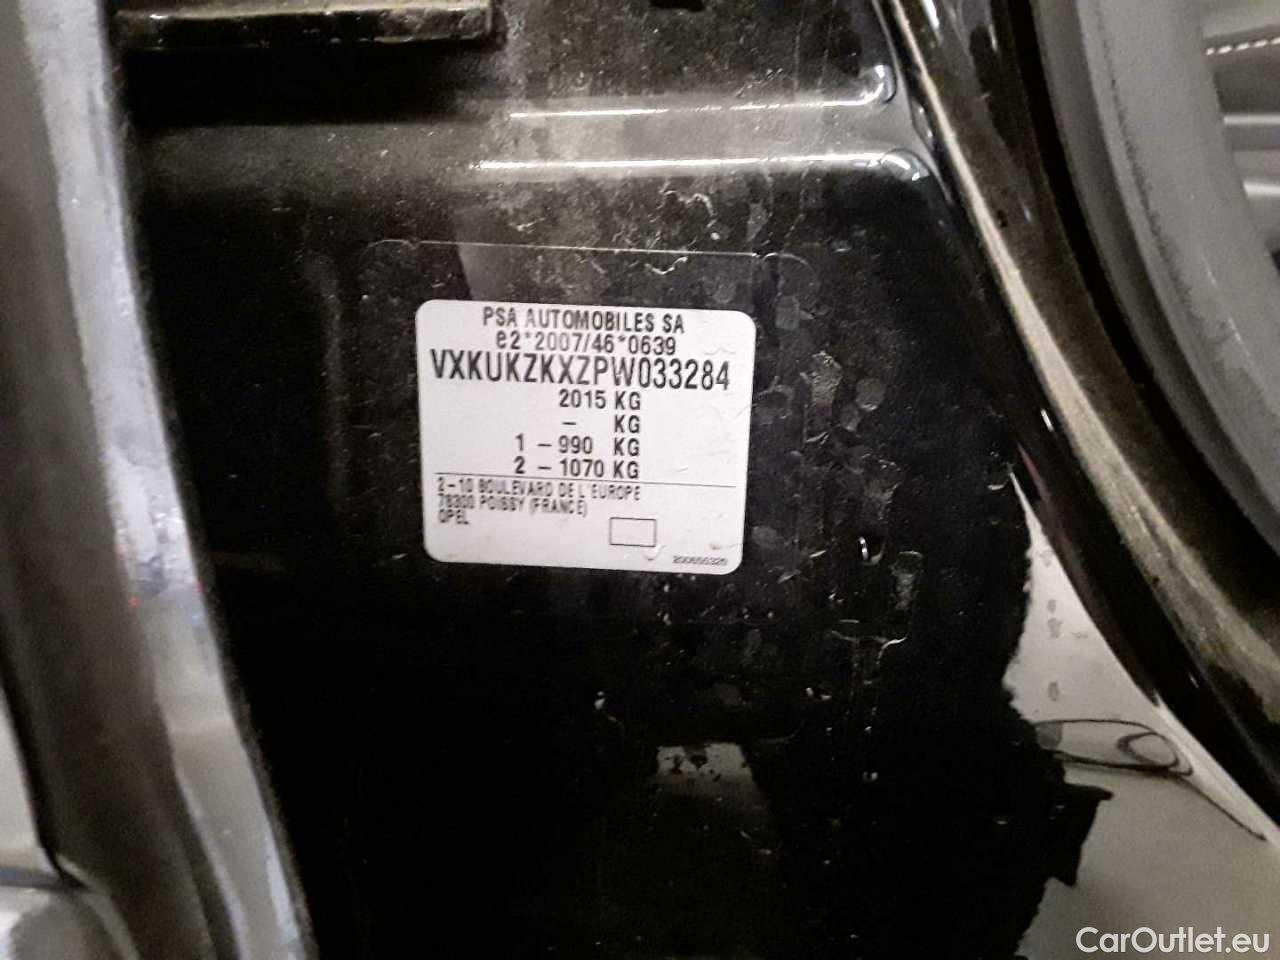 PSA AUTOMOBILES SA
e2*2007/46*0639
VXKUKZKXZPW033284
2015 KG
- KG
1 - 990 KG
2 - 1070 KG
2-10 BOULEVARD DE L'EUROPE
78300 POISSY (FRANCE)
OPEL
CarOutlet.eu